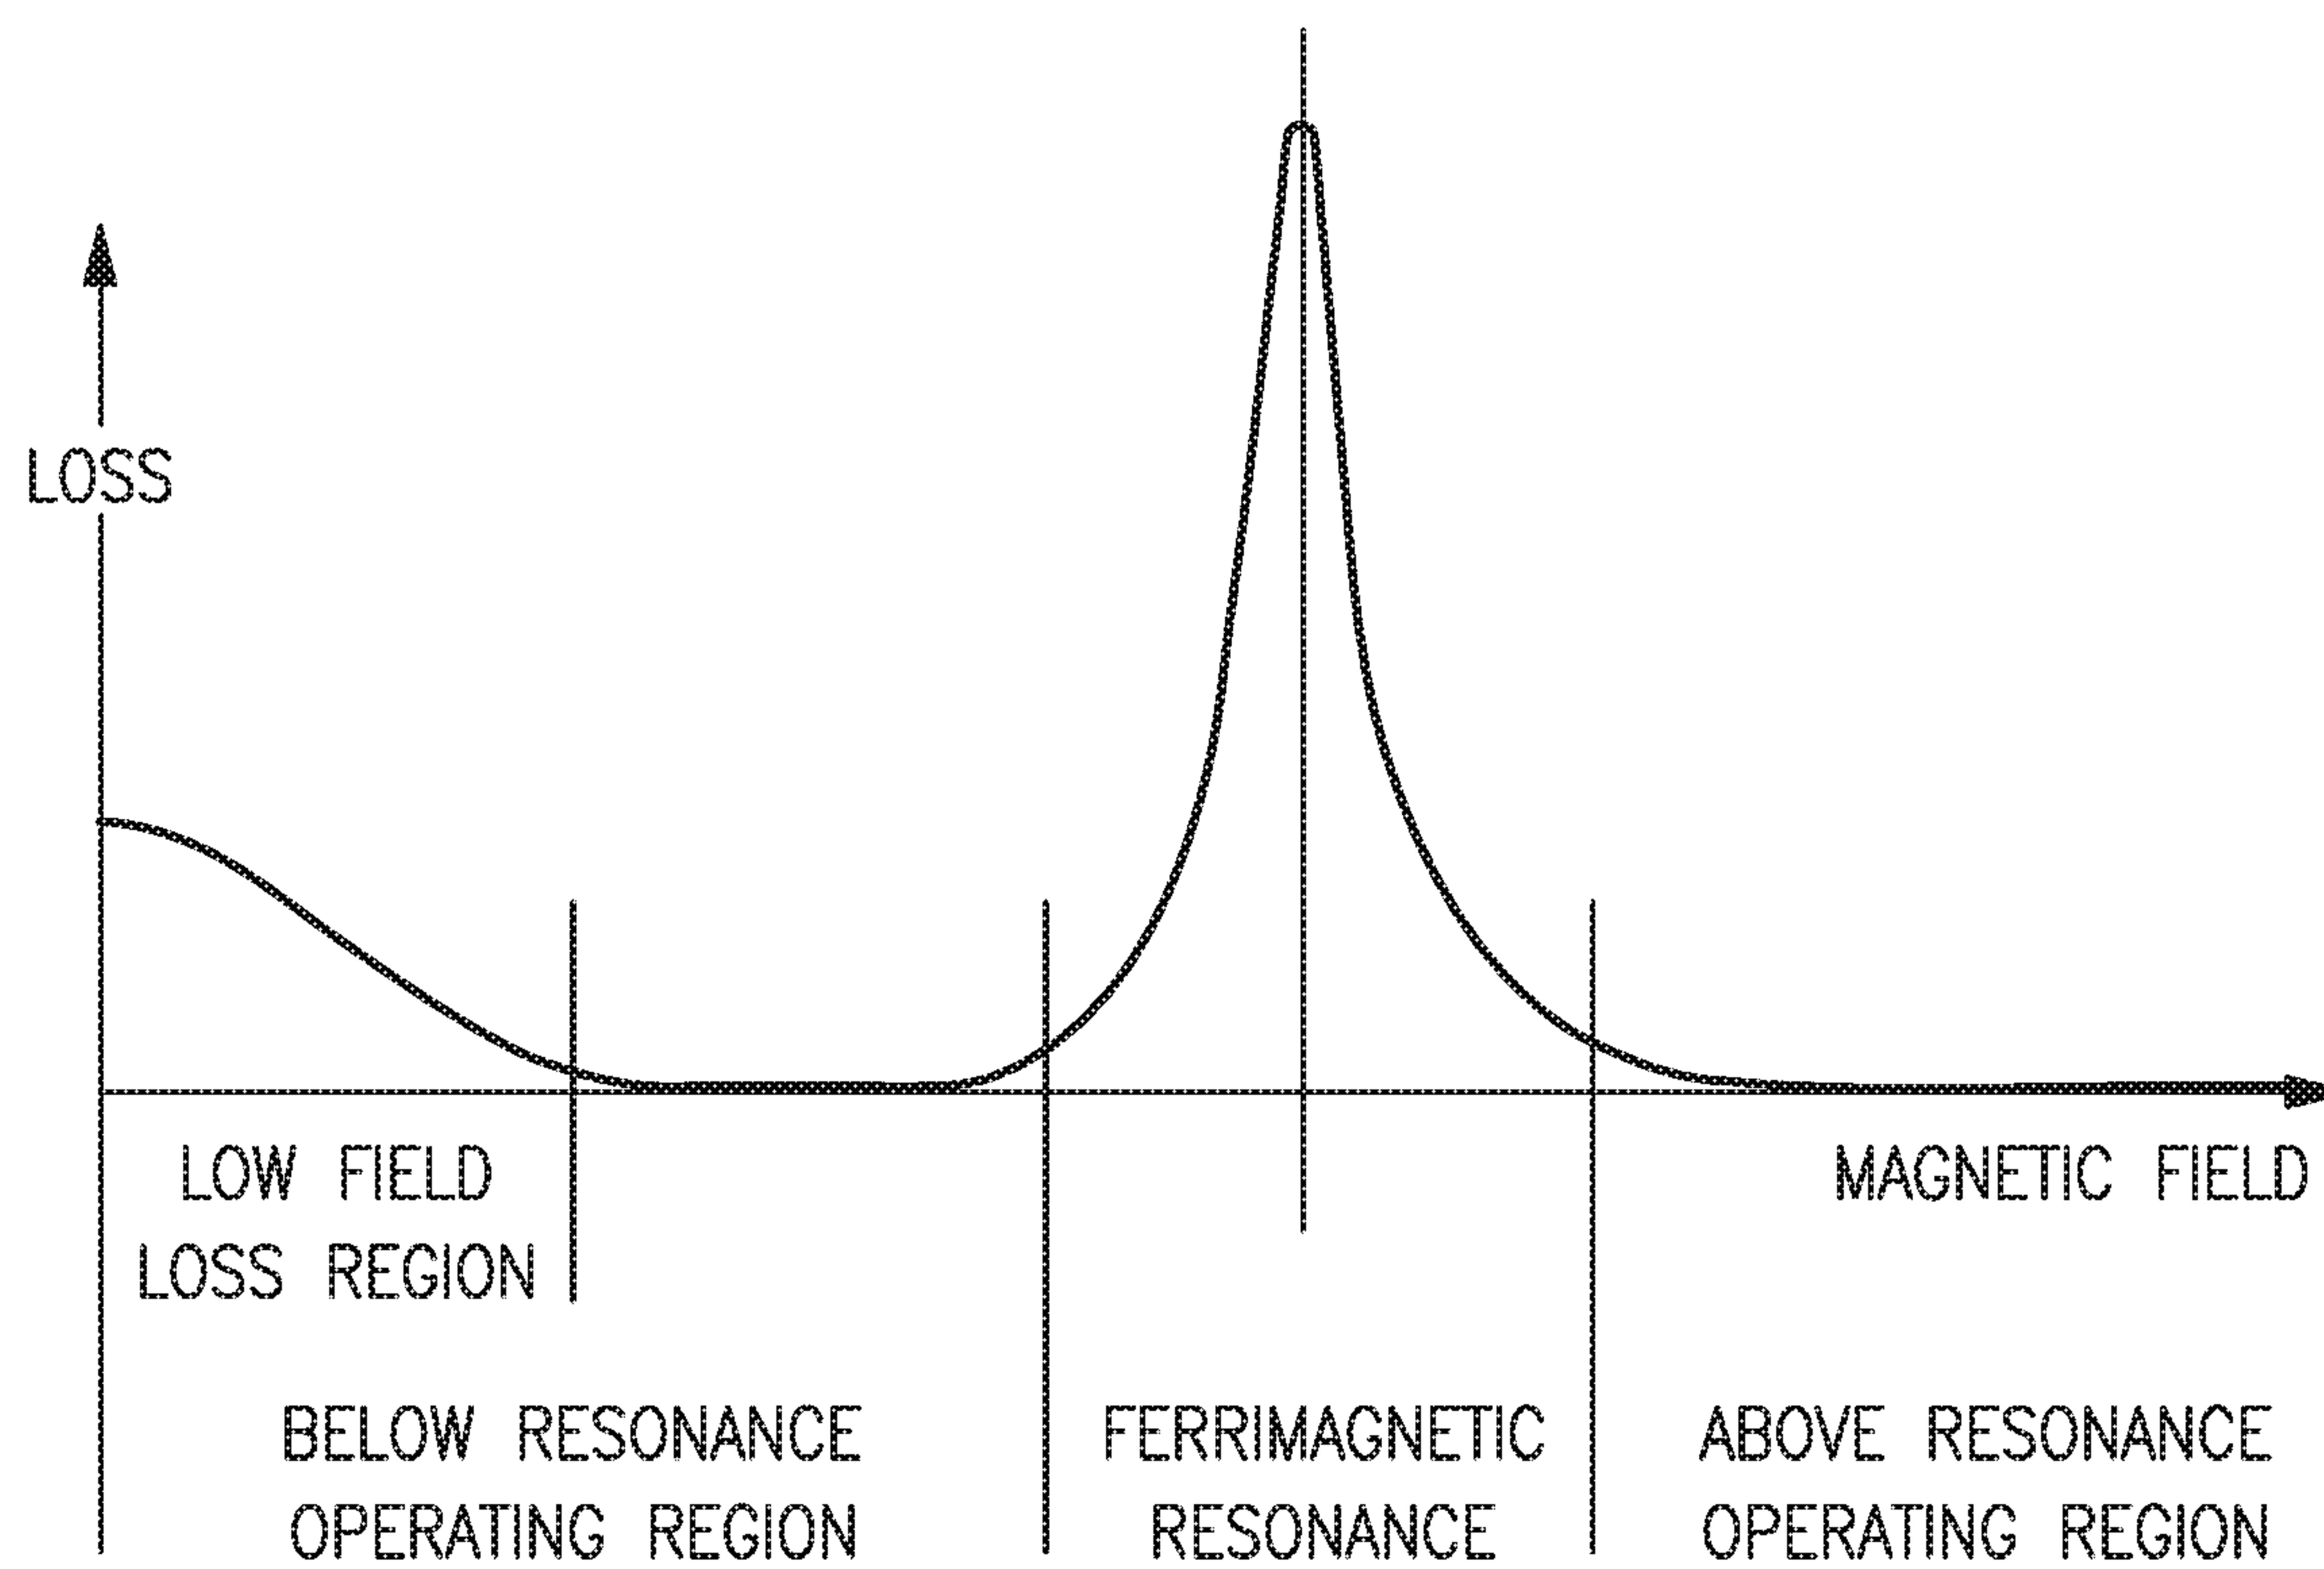 LOSS
LOW FIELD
LOSS REGION
MAGNETIC FIELD
BELOW RESONANCE
OPERATING REGION
FERRIMAGNETIC
RESONANCE
ABOVE RESONANCE
OPERATING REGION